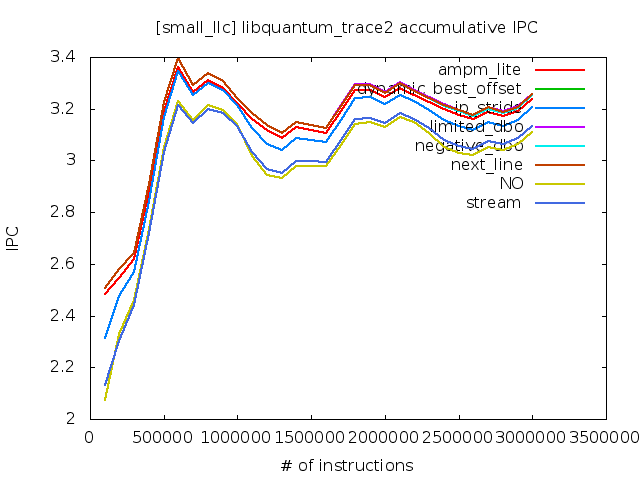 [small_llc] libquantum_trace2 accumulative IPC
3.4
3.2
3
2.8
2.6
2.4
2.2
2
IPC
0
500000
1000000
1500000
2000000
2500000
3000000
3500000
# of instructions
ampm_lite
dynamic_best_offset
ip_stride
limited_dbo
negative_dbo
next_line
NO
stream